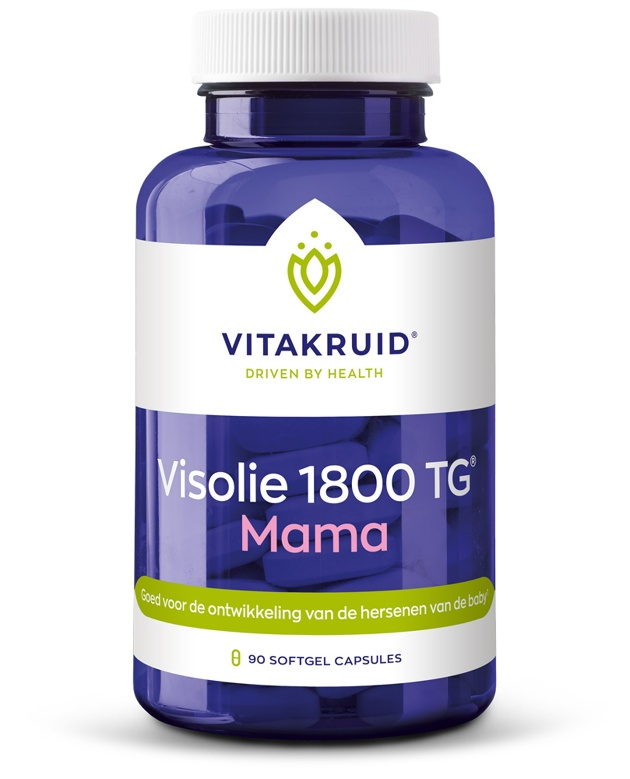 VITAKRUID®
DRIVEN BY HEALTH
Visolie 1800 TG®
Mama
Goed voor de ontwikkeling van de hersenen van de baby¹
90 SOFTGEL CAPSULES